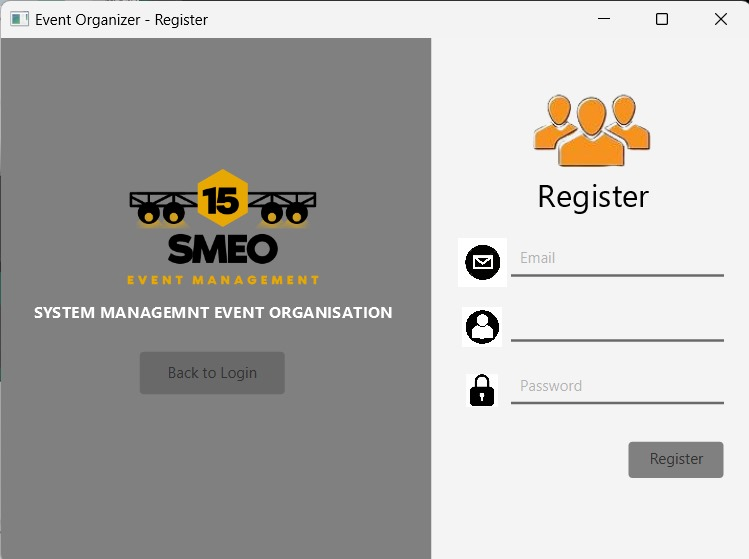 Event Organizer - Register
15
SMEO
EVENT MANAGEMENT
SYSTEM MANAGEMNT EVENT ORGANISATION
Back to Login
Register
Email
Password
Register